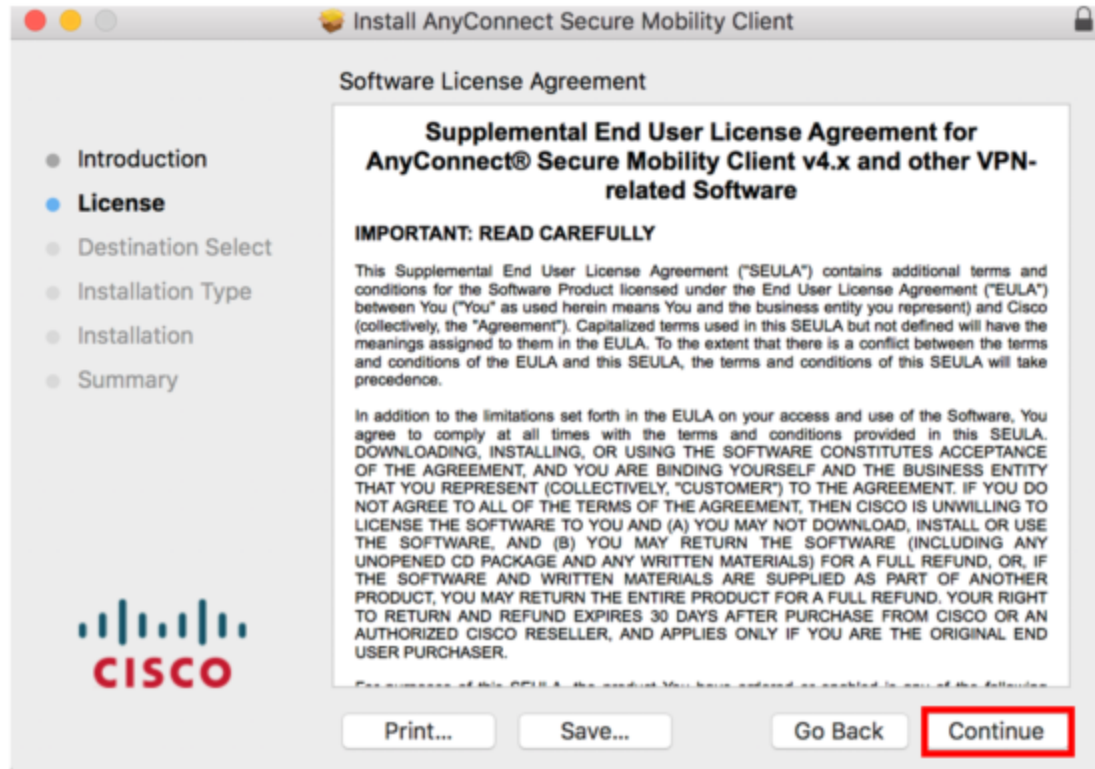 Install AnyConnect Secure Mobility Client
Software License Agreement
Introduction
License
Destination Select
Installation Type
Installation
Summary
Supplemental End User License Agreement for
AnyConnect® Secure Mobility Client v4.x and other VPN-
related Software
IMPORTANT: READ CAREFULLY
This Supplemental End User License Agreement ("SEULA") contains additional terms and
conditions for the Software Product licensed under the End User License Agreement ("EULA")
between You ("You" as used herein means You and the business entity you represent) and Cisco
(collectively, the "Agreement"). Capitalized terms used in this SEULA but not defined will have the
meanings assigned to them in the EULA. To the extent that there is a conflict between the terms
and conditions of the EULA and this SEULA, the terms and conditions of this SEULA will take
precedence.
In addition to the limitations set forth in the EULA on your access and use of the Software, You
agree to comply at all times with the terms and conditions provided in this SEULA.
DOWNLOADING, INSTALLING, OR USING THE SOFTWARE CONSTITUTES ACCEPTANCE
OF THE AGREEMENT, AND YOU ARE BINDING YOURSELF AND THE BUSINESS ENTITY
THAT YOU REPRESENT (COLLECTIVELY, "CUSTOMER") TO THE AGREEMENT. IF YOU DO
NOT AGREE TO ALL OF THE TERMS OF THE AGREEMENT, THEN CISCO IS UNWILLING TO
LICENSE THE SOFTWARE TO YOU AND (A) YOU MAY NOT DOWNLOAD, INSTALL OR USE
THE SOFTWARE, AND (B) YOU MAY RETURN THE SOFTWARE (INCLUDING ANY
UNOPENED CD PACKAGE AND ANY WRITTEN MATERIALS) FOR A FULL REFUND, OR, IF
THE SOFTWARE AND WRITTEN MATERIALS ARE SUPPLIED AS PART OF ANOTHER
PRODUCT, YOU MAY RETURN THE ENTIRE PRODUCT FOR A FULL REFUND. YOUR RIGHT
TO RETURN AND REFUND EXPIRES 30 DAYS AFTER PURCHASE FROM CISCO OR AN
AUTHORIZED CISCO RESELLER, AND APPLIES ONLY IF YOU ARE THE ORIGINAL END
USER PURCHASER.
CISCO
Print...
Save...
Go Back
Continue